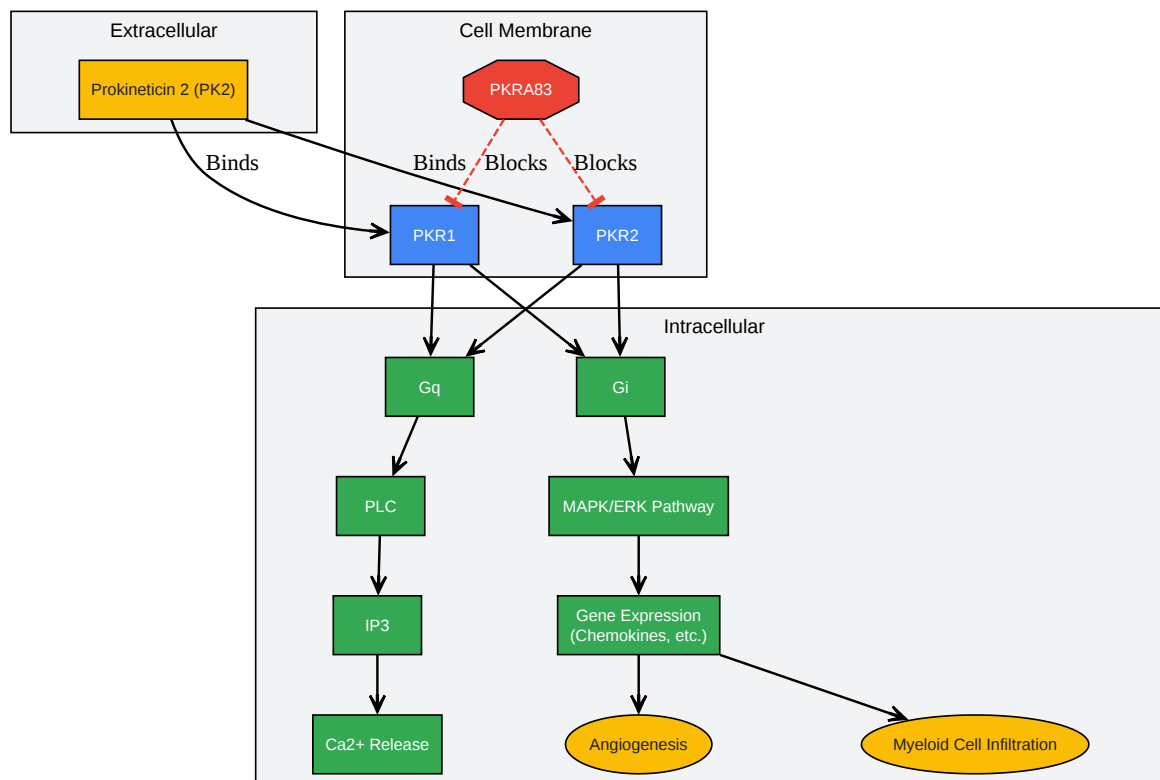 Extracellular
Cell Membrane
Prokineticin 2 (PK2)
PKRA83
Binds
Binds
Blocks
Blocks
PKR1
PKR2
Intracellular
Gq
Gi
PLC
MAPK/ERK Pathway
IP3
Gene Expression
(Chemokines, etc.)
Ca2+ Release
Angiogenesis
Myeloid Cell Infiltration